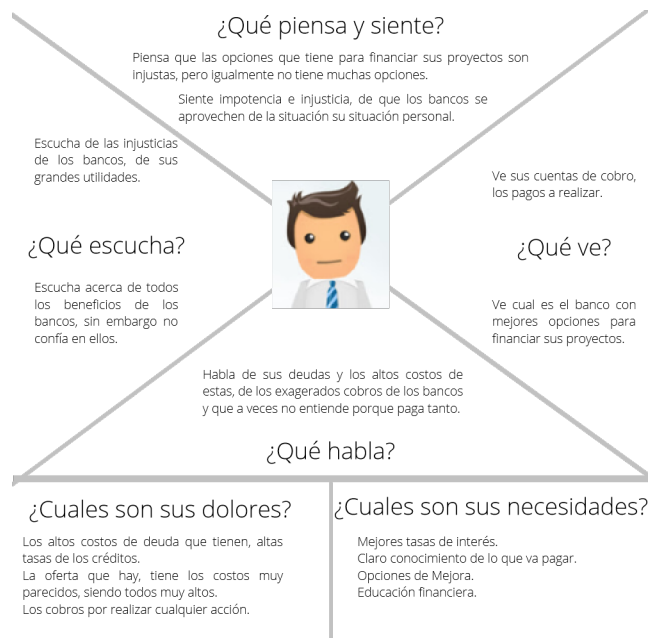 ¿Qué piensa y siente?
Piensa que las opciones que tiene para financiar sus proyectos son
injustas, pero igualmente no tiene muchas opciones.
Siente impotencia e injusticia, de que los bancos se
aprovechen de la situación su situación personal.
Escucha de las injusticias
de los bancos, de sus
grandes utilidades.
¿Qué escucha?
Escucha acerca de todos
los beneficios de los
bancos, sin embargo no
confía en ellos.
Ve sus cuentas de cobro,
los pagos a realizar.
¿Qué ve?
Ve cual es el banco con
mejores opciones para
financiar sus proyectos.
Habla de sus deudas y los altos costos de
estas, de los exagerados cobros de los bancos
y que a veces no entiende porque paga tanto.
¿Qué habla?
¿Cuales son sus dolores?
Los altos costos de deuda que tienen, altas
tasas de los créditos.
La oferta que hay, tiene los costos muy
parecidos, siendo todos muy altos.
Los cobros por realizar cualquier acción.
¿Cuales son sus necesidades?
Mejores tasas de interés.
Claro conocimiento de lo que va pagar.
Opciones de Mejora.
Educación financiera.